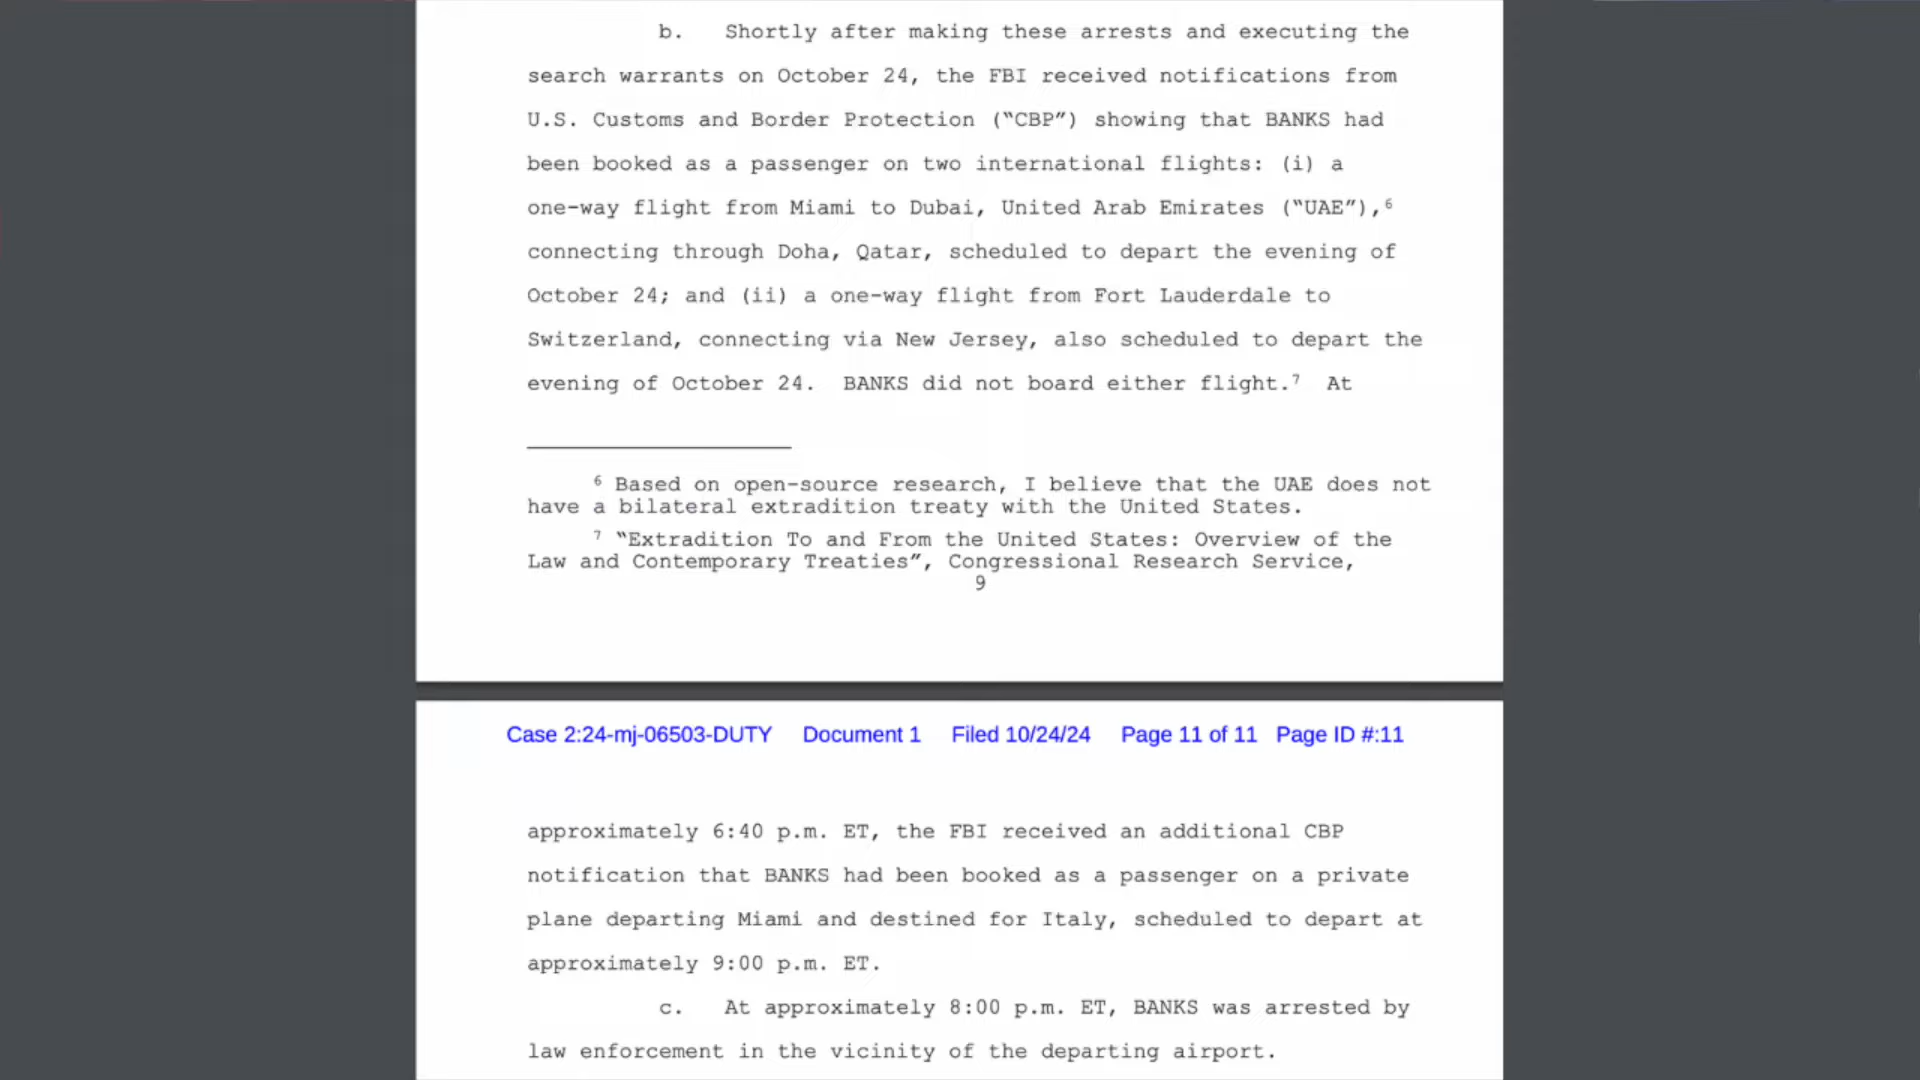 b. Shortly after making these arrests and executing the
search warrants on October 24, the FBI received notifications from
U.S. Customs and Border Protection (“CBP”) showing that BANKS had
been booked as a passenger on two international flights: (i) a
one-way flight from Miami to Dubai, United Arab Emirates (“UAE”),⁶
connecting through Doha, Qatar, scheduled to depart the evening of
October 24; and (ii) a one-way flight from Fort Lauderdale to
Switzerland, connecting via New Jersey, also scheduled to depart the
evening of October 24. BANKS did not board either flight.⁷ At
⁶ Based on open-source research, I believe that the UAE does not
have a bilateral extradition treaty with the United States.
⁷ “Extradition To and From the United States: Overview of the
Law and Contemporary Treaties”, Congressional Research Service,
9
Case 2:24-mj-06503-DUTY Document 1 Filed 10/24/24 Page 11 of 11 Page ID #:11
approximately 6:40 p.m. ET, the FBI received an additional CBP
notification that BANKS had been booked as a passenger on a private
plane departing Miami and destined for Italy, scheduled to depart at
approximately 9:00 p.m. ET.
c. At approximately 8:00 p.m. ET, BANKS was arrested by
law enforcement in the vicinity of the departing airport.